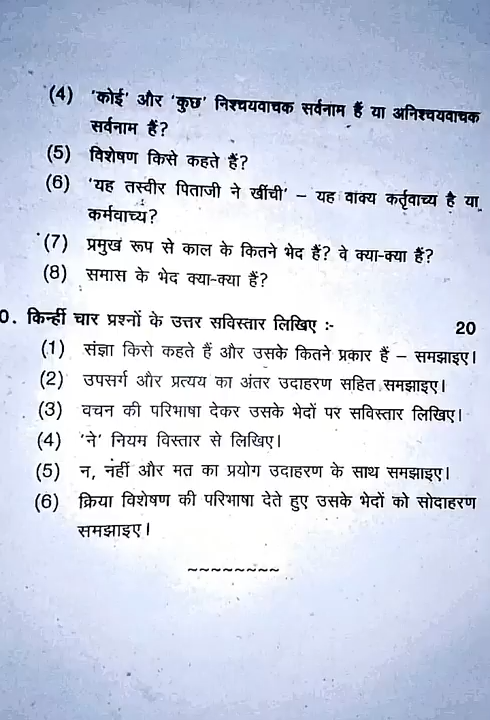 (4) 'कोई' और 'कुछ' निश्चयवाचक सर्वनाम हैं या अनिश्चयवाचक
सर्वनाम हैं?
(5) विशेषण किसे कहते हैं?
(6) 'यह तस्वीर पिताजी ने खींची' – यह वाक्य कर्तृवाच्य है या
कर्मवाच्य?
(7) प्रमुख रूप से काल के कितने भेद हैं? वे क्या-क्या हैं?
(8) समास के भेद क्या-क्या हैं?
0. किन्हीं चार प्रश्नों के उत्तर सविस्तार लिखिए :- 20
(1) संज्ञा किसे कहते हैं और उसके कितने प्रकार हैं – समझाइए।
(2) उपसर्ग और प्रत्यय का अंतर उदाहरण सहित समझाइए।
(3) वचन की परिभाषा देकर उसके भेदों पर सविस्तार लिखिए।
(4) 'ने' नियम विस्तार से लिखिए।
(5) न, नहीं और मत का प्रयोग उदाहरण के साथ समझाइए।
(6) क्रिया विशेषण की परिभाषा देते हुए उसके भेदों को सोदाहरण
समझाइए।
~~~~~~~~